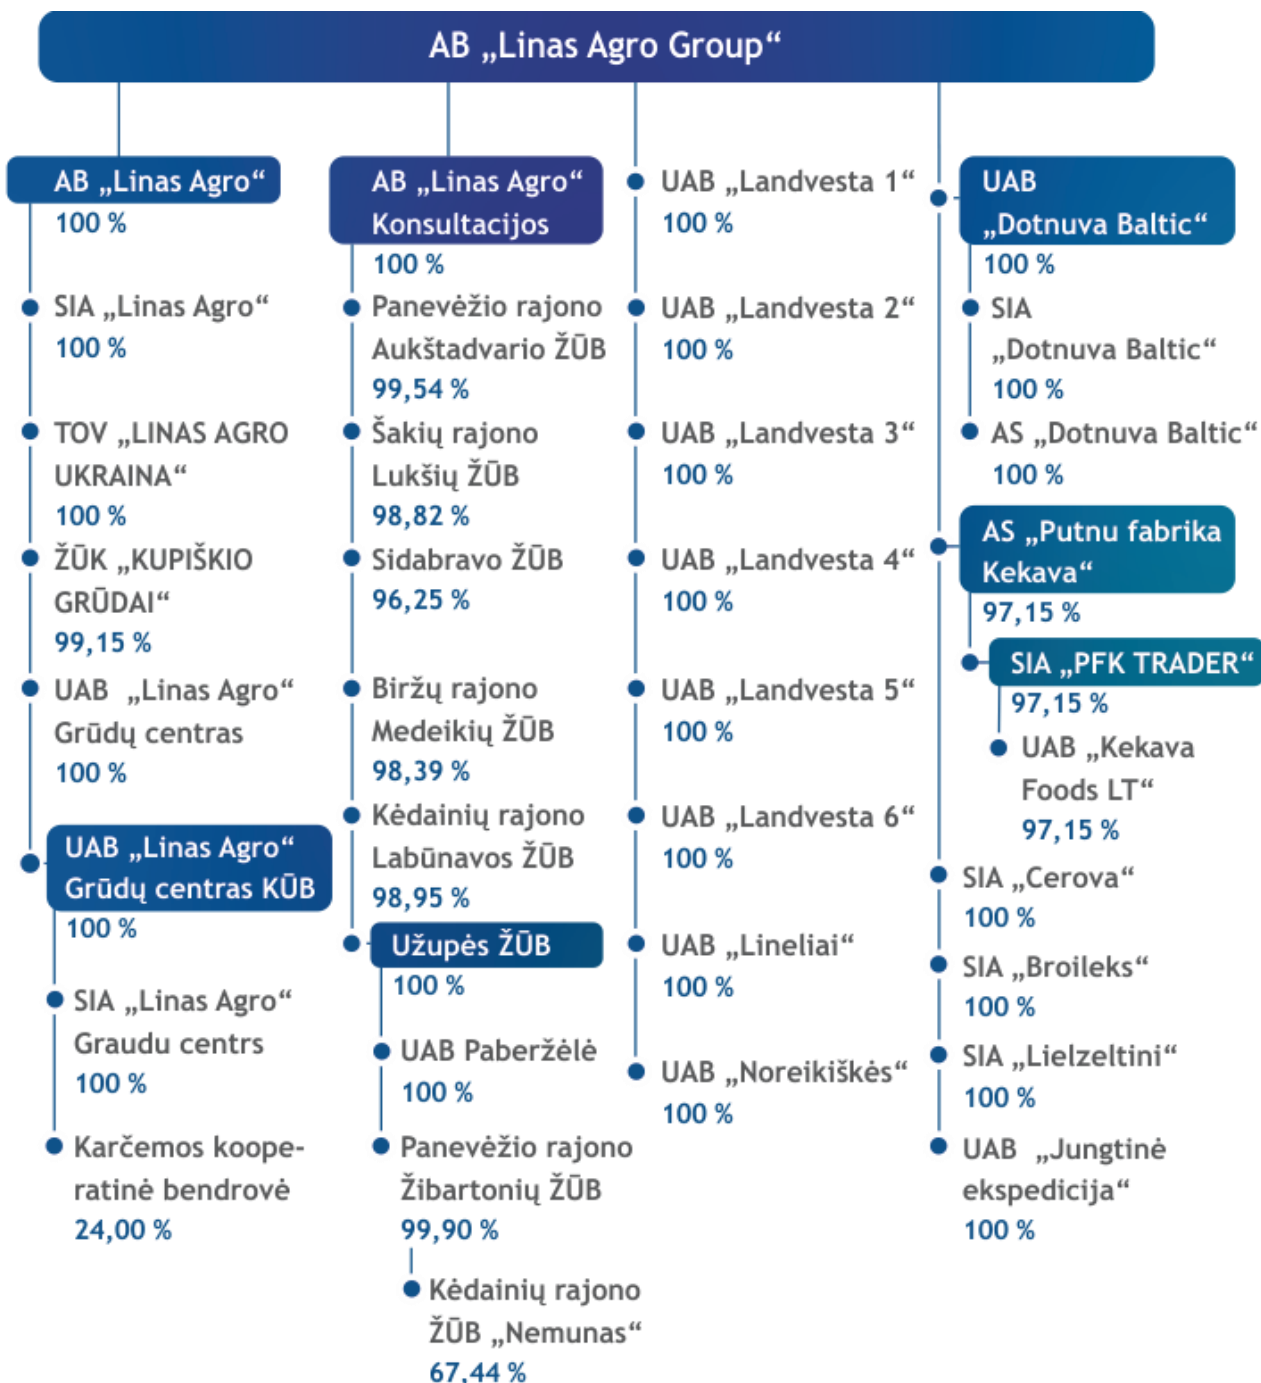 AB „Linas Agro Group“
AB „Linas Agro“
100 %
SIA „Linas Agro“
100 %
TOV „LINAS AGRO
UKRAINA“
100 %
ŽŪK „KUPIŠKIO
GRŪDAI“
99,15 %
UAB „Linas Agro“
Grūdų centras
100 %
UAB „Linas Agro“
Grūdų centras KŪB
100 %
SIA „Linas Agro“
Graudu centrs
100 %
Karčemos koope-
ratinė bendrovė
24,00 %
AB „Linas Agro“
Konsultacijos
100 %
Panevėžio rajono
Aukštadvario ŽŪB
99,54 %
Šakių rajono
Lukšių ŽŪB
98,82 %
Sidabravo ŽŪB
96,25 %
Biržų rajono
Medeikių ŽŪB
98,39 %
Kėdainių rajono
Labūnavos ŽŪB
98,95 %
Užupės ŽŪB
100 %
UAB Paberžėlė
100 %
Panevėžio rajono
Žibartonių ŽŪB
99,90 %
Kėdainių rajono
ŽŪB „Nemunas“
67,44 %
UAB „Landvesta 1“
100 %
UAB „Landvesta 2“
100 %
UAB „Landvesta 3“
100 %
UAB „Landvesta 4“
100 %
UAB „Landvesta 5“
100 %
UAB „Landvesta 6“
100 %
UAB „Lineliai“
100 %
UAB „Noreikiškės“
100 %
UAB
„Dotnuva Baltic“
100 %
SIA
„Dotnuva Baltic“
100 %
AS „Dotnuva Baltic“
100 %
AS „Putnu fabrika
Kekava“
97,15 %
SIA „PFK TRADER“
97,15 %
UAB „Kekava
Foods LT“
97,15 %
SIA „Cerova“
100 %
SIA „Broileks“
100 %
SIA „Lielzeltini“
100 %
UAB „Jungtinė
ekspedicija“
100 %